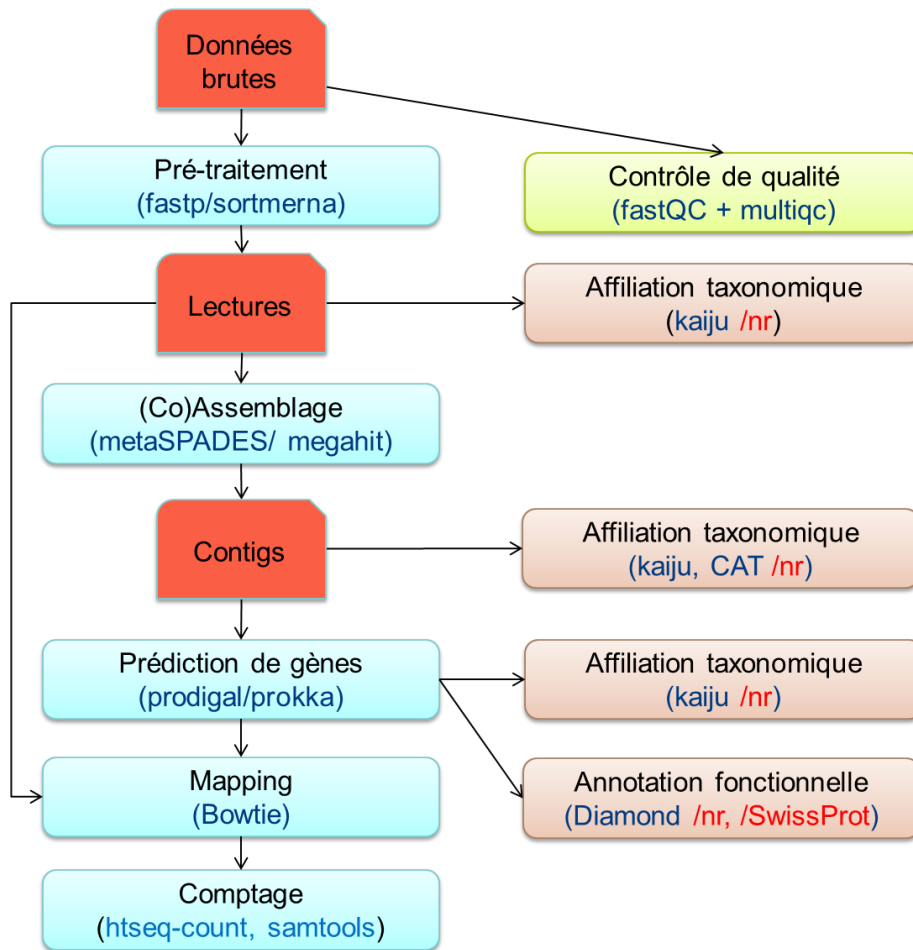 Données
brutes
Pré-traitement
(fastp/sortmerna)
Contrôle de qualité
(fastQC + multiqc)
Lectures
Affiliation taxonomique
(kaiju /nr)
(Co)Assemblage
(metaSPADES/ megahit)
Contigs
Affiliation taxonomique
(kaiju, CAT /nr)
Prédiction de gènes
(prodigal/prokka)
Affiliation taxonomique
(kaiju /nr)
Mapping
(Bowtie)
Annotation fonctionnelle
(Diamond /nr, /SwissProt)
Comptage
(htseq-count, samtools)